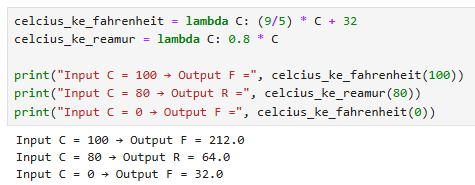 celcius_ke_fahrenheit = lambda C: (9/5) * C + 32
celcius_ke_reamur = lambda C: 0.8 * C
print("Input C = 100 → Output F =", celcius_ke_fahrenheit(100))
print("Input C = 80 → Output R =", celcius_ke_reamur(80))
print("Input C = 0 → Output F =", celcius_ke_fahrenheit(0))
Input C = 100 → Output F = 212.0
Input C = 80 → Output R = 64.0
Input C = 0 → Output F = 32.0